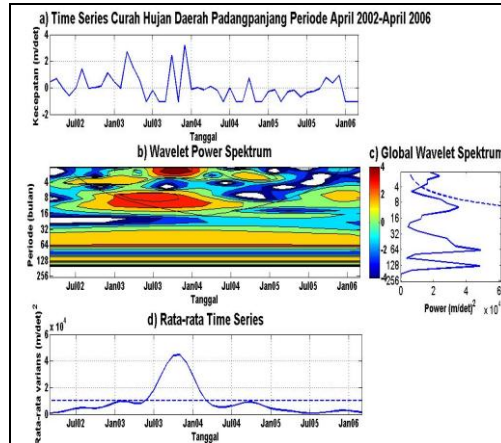 a) Time Series Curah Hujan Daerah Padangpanjang Periode April 2002-April 2006
Kecepatan (m/det)
4
2
0
-2
Jul02 Jan03 Jul03 Jan04 Jul04 Jan05 Jul05 Jan06
Tanggal
b) Wavelet Power Spektrum
Periode (bulan)
4
8
16
32
64
128
256
Jul02 Jan03 Jul03 Jan04 Jul04 Jan05 Jul05 Jan06
Tanggal
4
2
0
-2
-4
c) Global Wavelet Spektrum
4
8
16
32
64
128
256
0 2 4 6
Power (m/det)² x 10⁴
d) Rata-rata Time Series
Rata-rata varians (m/det)²
x 10⁴
6
4
2
0
Jul02 Jan03 Jul03 Jan04 Jul04 Jan05 Jul05 Jan06
Tanggal